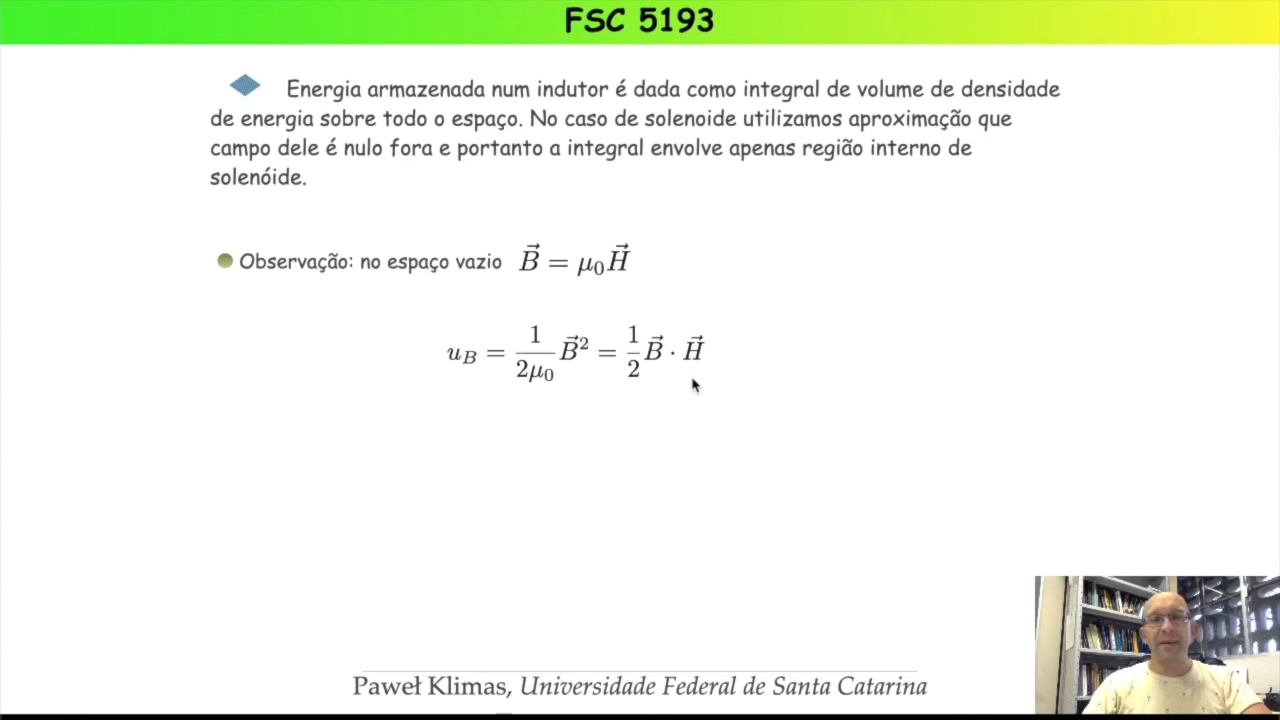 FSC 5193
Energia armazenada num indutor é dada como integral de volume de densidade
de energia sobre todo o espaço. No caso de solenoide utilizamos aproximação que
campo dele é nulo fora e portanto a integral envolve apenas região interno de
solenóide.
Observação: no espaço vazio $\vec{B} = \mu_0 \vec{H}$
$u_B = \frac{1}{2\mu_0} \vec{B}^2 = \frac{1}{2} \vec{B} \cdot \vec{H}$
Paweł Klimas, Universidade Federal de Santa Catarina